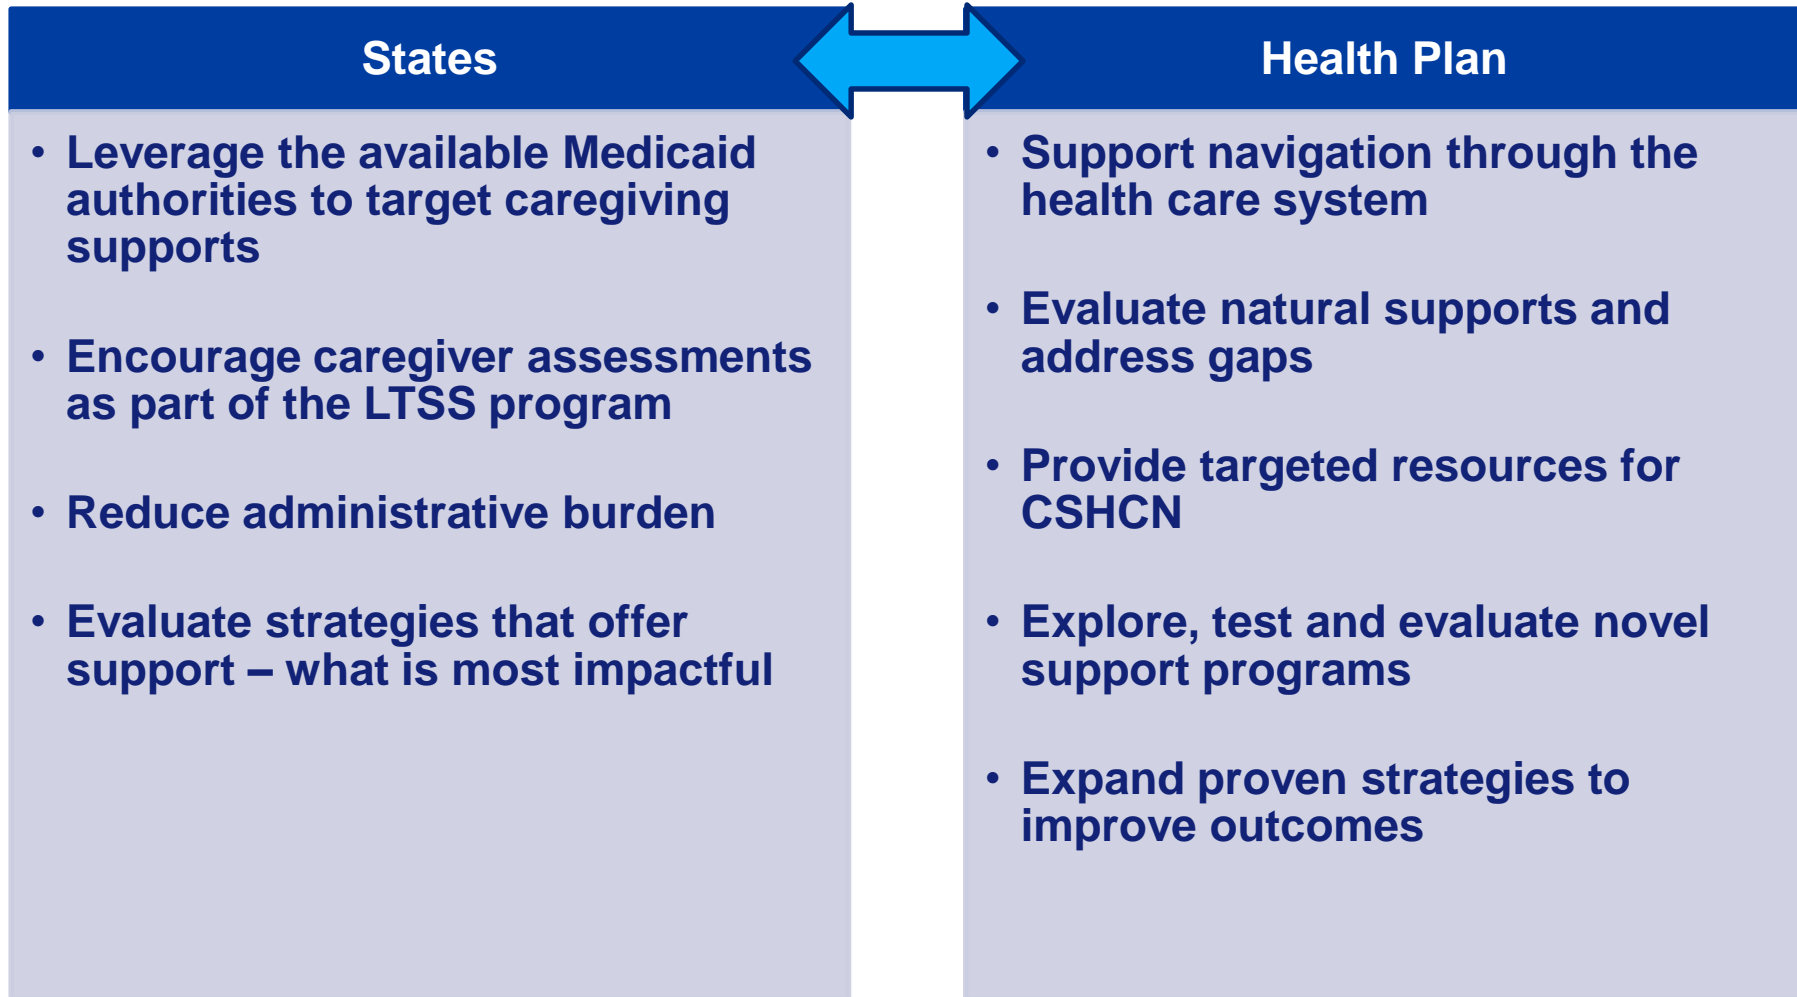 States
• Leverage the available Medicaid
authorities to target caregiving
supports
• Encourage caregiver assessments
as part of the LTSS program
• Reduce administrative burden
• Evaluate strategies that offer
support – what is most impactful
Health Plan
• Support navigation through the
health care system
• Evaluate natural supports and
address gaps
• Provide targeted resources for
CSHCN
• Explore, test and evaluate novel
support programs
• Expand proven strategies to
improve outcomes